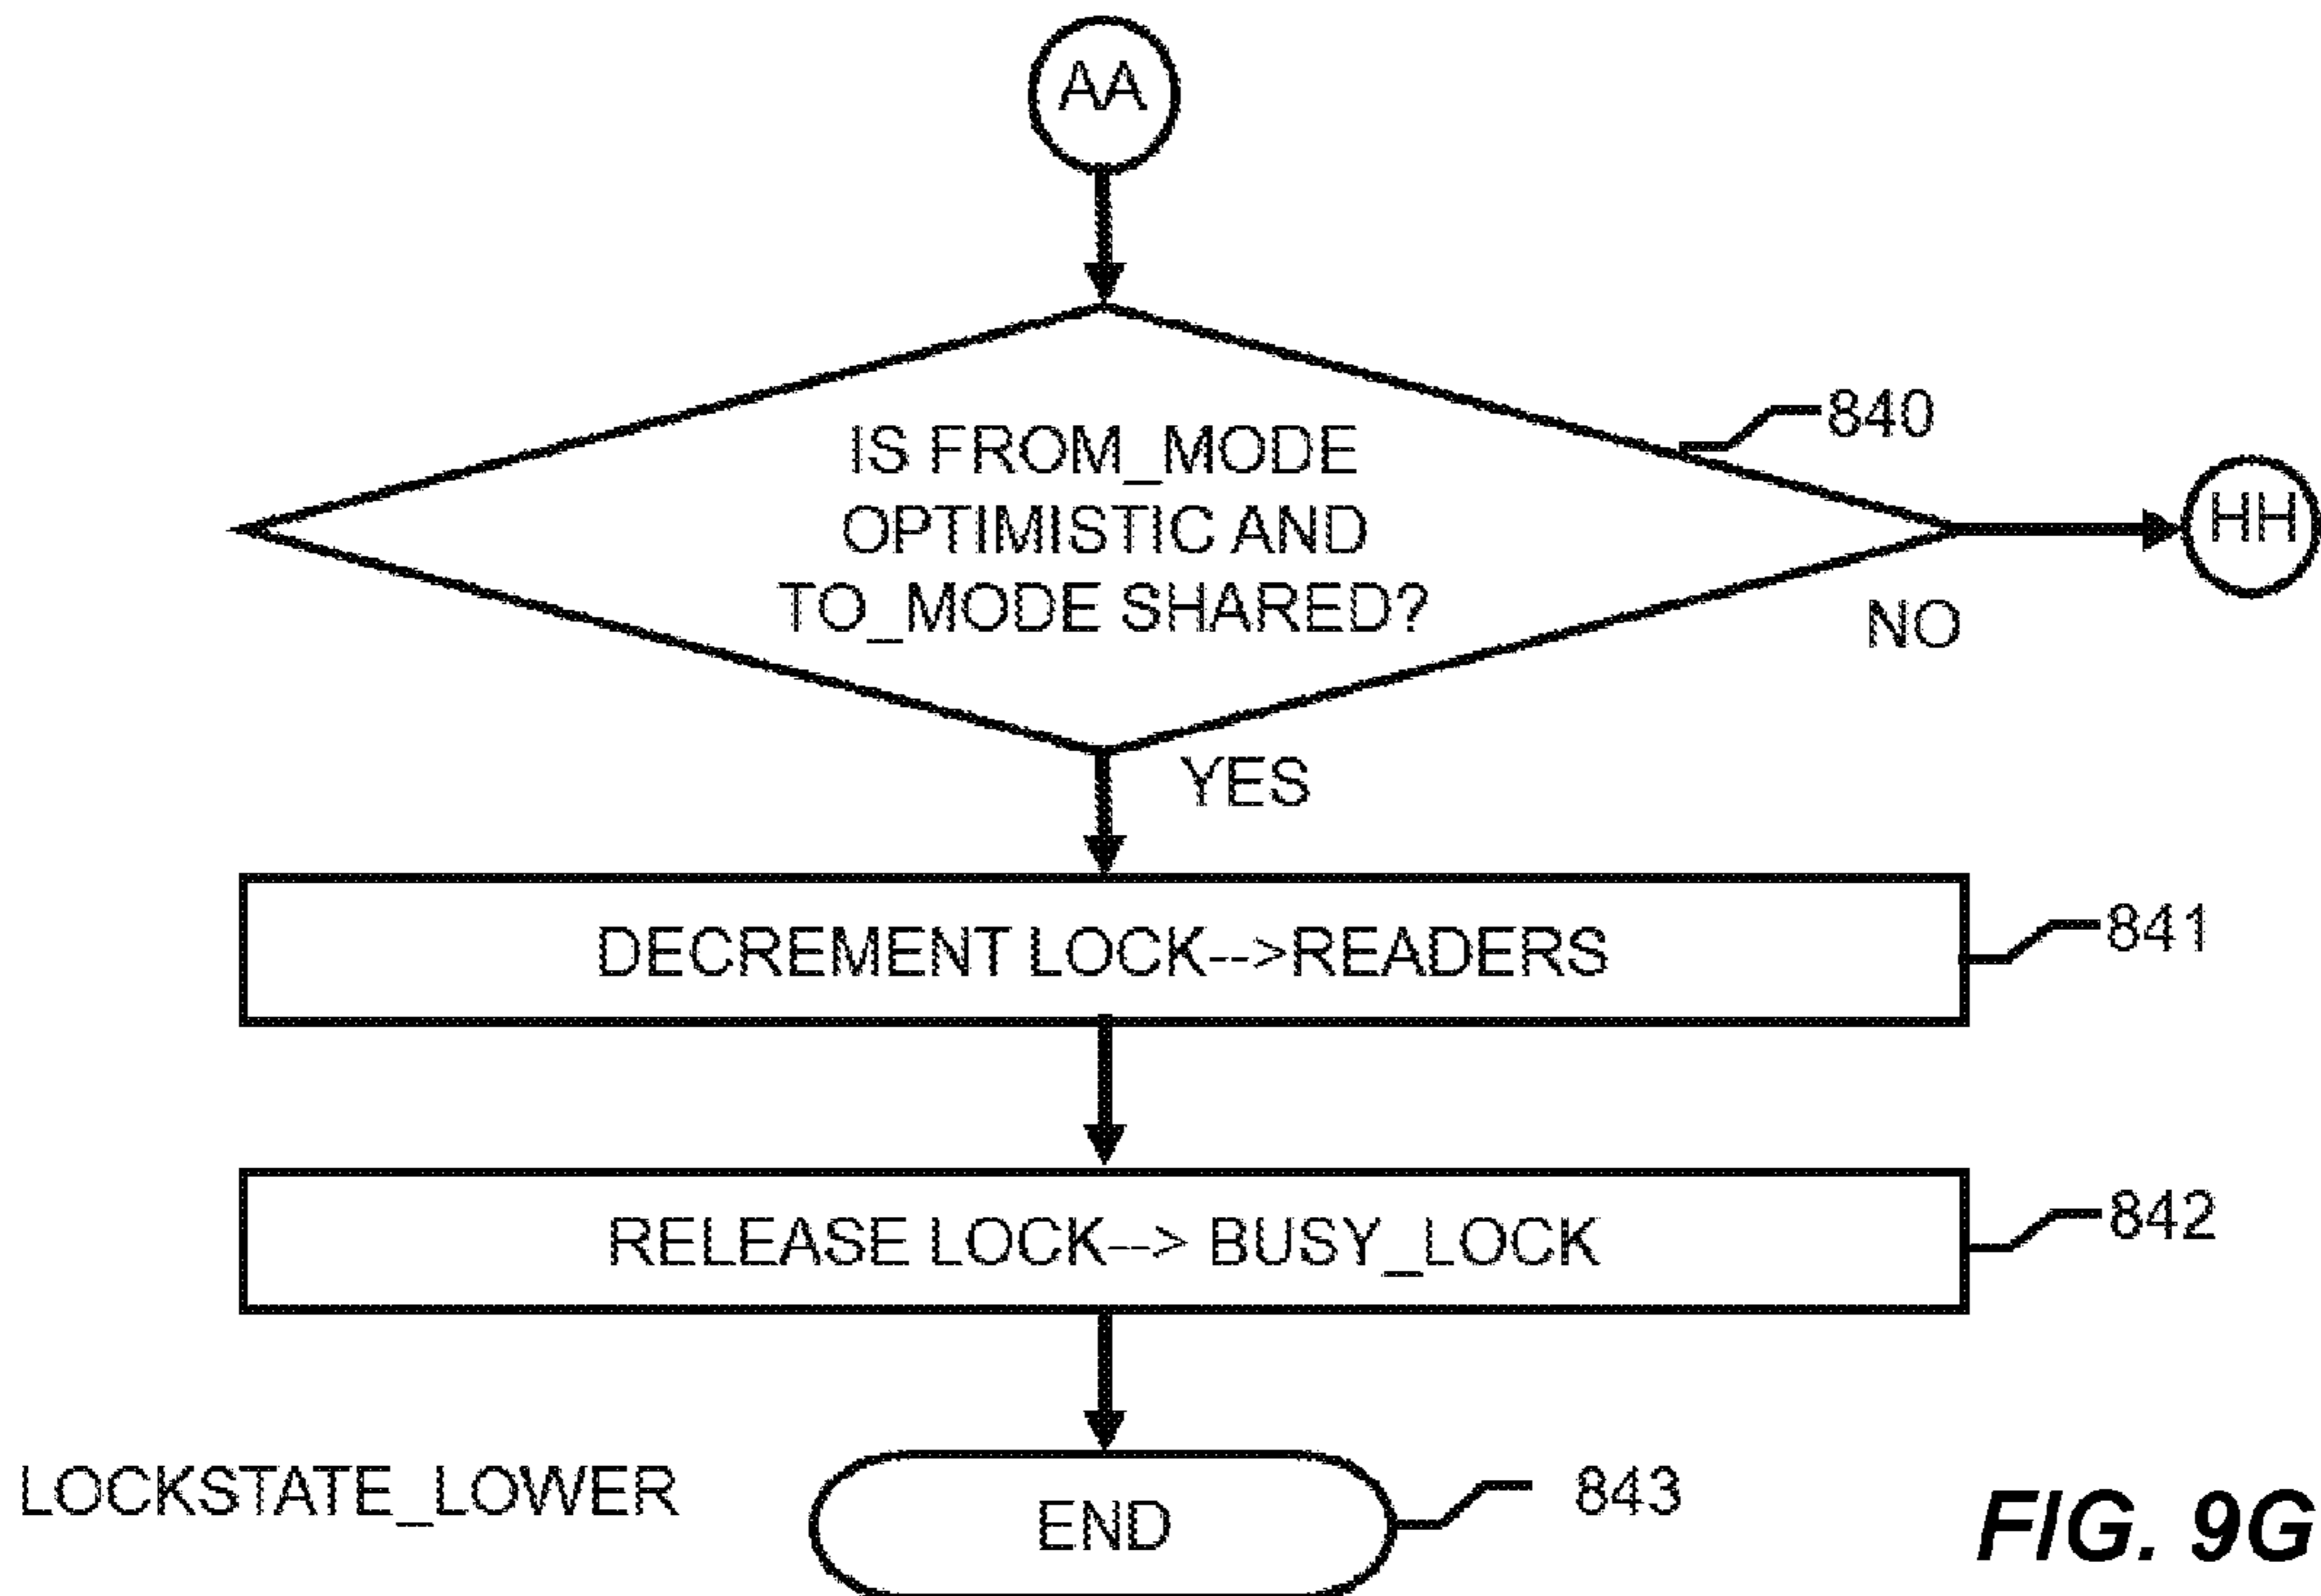 AA
840
IS FROM_MODE
OPTIMISTIC AND
TO_MODE SHARED?
HH
NO
YES
DECREMENT LOCK-->READERS
841
RELEASE LOCK--> BUSY_LOCK
842
LOCKSTATE_LOWER
END
843
FIG. 9G